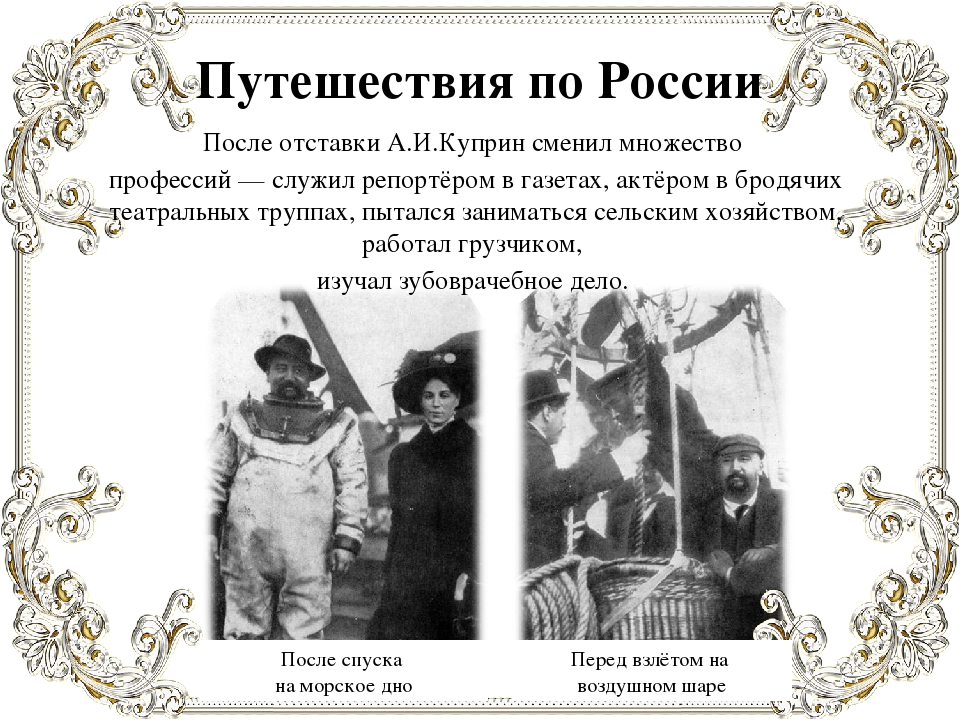 Путешествия по России
После отставки А.И.Куприн сменил множество
профессий — служил репортёром в газетах, актёром в бродячих
театральных труппах, пытался заниматься сельским хозяйством,
работал грузчиком,
изучал зубоврачебное дело.
После спуска
на морское дно
Перед взлётом на
воздушном шаре